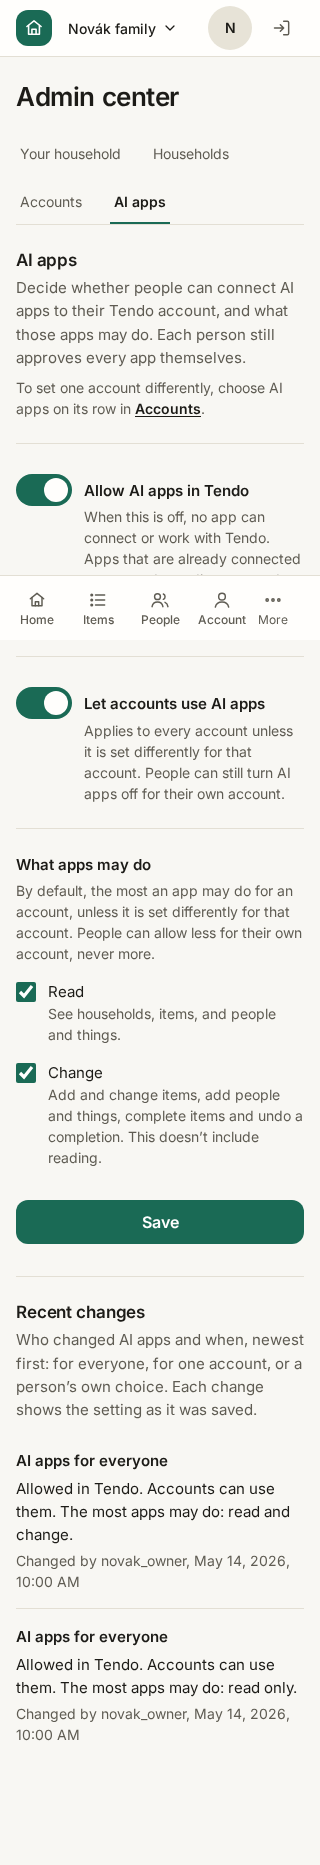 Novák family
N
Admin center
Your household
Households
Accounts
AI apps
AI apps
Decide whether people can connect AI
apps to their Tendo account, and what
those apps may do. Each person still
approves every app themselves.
To set one account differently, choose AI
apps on its row in Accounts.
Allow AI apps in Tendo
When this is off, no app can
connect or work with Tendo.
Apps that are already connected
Home
Items
People
Account
More
Let accounts use AI apps
Applies to every account unless
it is set differently for that
account. People can still turn AI
apps off for their own account.
What apps may do
By default, the most an app may do for an
account, unless it is set differently for that
account. People can allow less for their own
account, never more.
Read
See households, items, and people
and things.
Change
Add and change items, add people
and things, complete items and undo a
completion. This doesn’t include
reading.
Save
Recent changes
Who changed AI apps and when, newest
first: for everyone, for one account, or a
person’s own choice. Each change
shows the setting as it was saved.
AI apps for everyone
Allowed in Tendo. Accounts can use
them. The most apps may do: read and
change.
Changed by novak_owner, May 14, 2026,
10:00 AM
AI apps for everyone
Allowed in Tendo. Accounts can use
them. The most apps may do: read only.
Changed by novak_owner, May 14, 2026,
10:00 AM